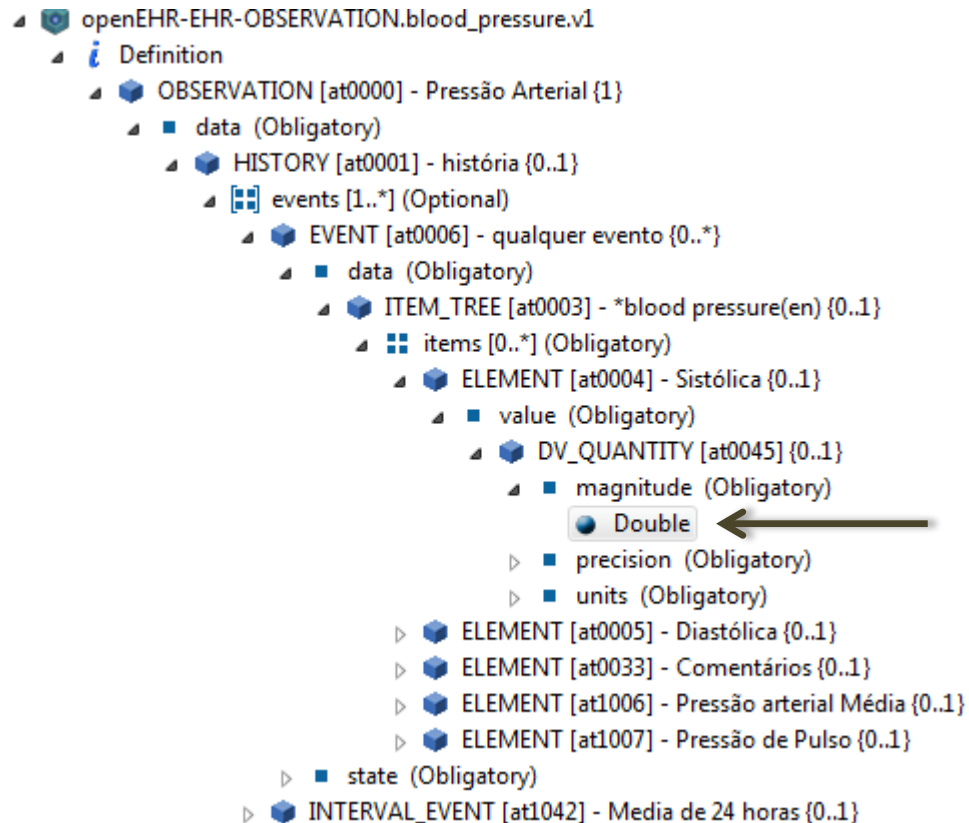 openEHR-EHR-OBSERVATION.blood_pressure.v1
Definition
OBSERVATION [at0000] - Pressão Arterial {1}
data (Obligatory)
HISTORY [at0001] - história {0..1}
events [1..*] (Optional)
EVENT [at0006] - qualquer evento {0..*}
data (Obligatory)
ITEM_TREE [at0003] - *blood pressure(en) {0..1}
items [0..*] (Obligatory)
ELEMENT [at0004] - Sistólica {0..1}
value (Obligatory)
DV_QUANTITY [at0045] {0..1}
magnitude (Obligatory)
Double
precision (Obligatory)
units (Obligatory)
ELEMENT [at0005] - Diastólica {0..1}
ELEMENT [at0033] - Comentários {0..1}
ELEMENT [at1006] - Pressão arterial Média {0..1}
ELEMENT [at1007] - Pressão de Pulso {0..1}
state (Obligatory)
INTERVAL_EVENT [at1042] - Media de 24 horas {0..1}